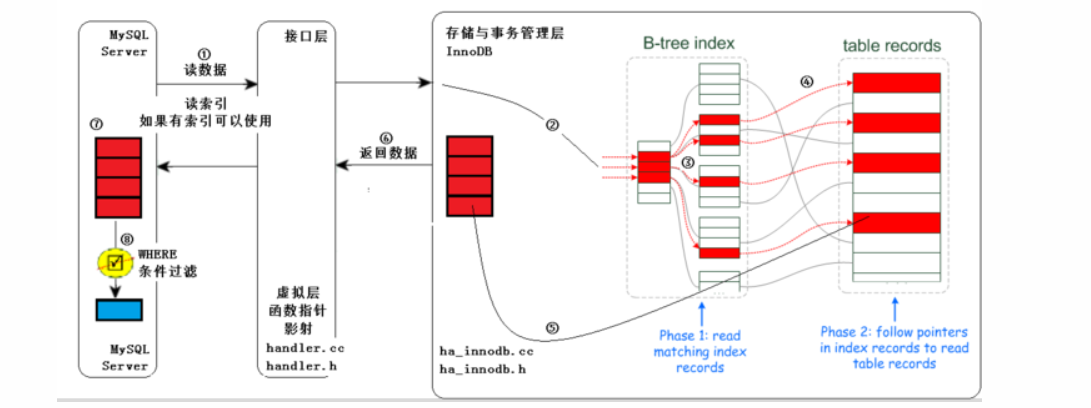 MySQL
Server
①
读数据
读索引
如果有索引可以使用
⑦
⑧
WHERE
条件过滤
MySQL
Server
接口层
虚拟层
函数指针
影射
handler.cc
handler.h
⑥
返回数据
存储与事务管理层
InnoDB
②
③
④
⑤
ha_innodb.cc
ha_innodb.h
B-tree index
table records
Phase 1: read
matching index
records
Phase 2: follow pointers
in index records to read
table records